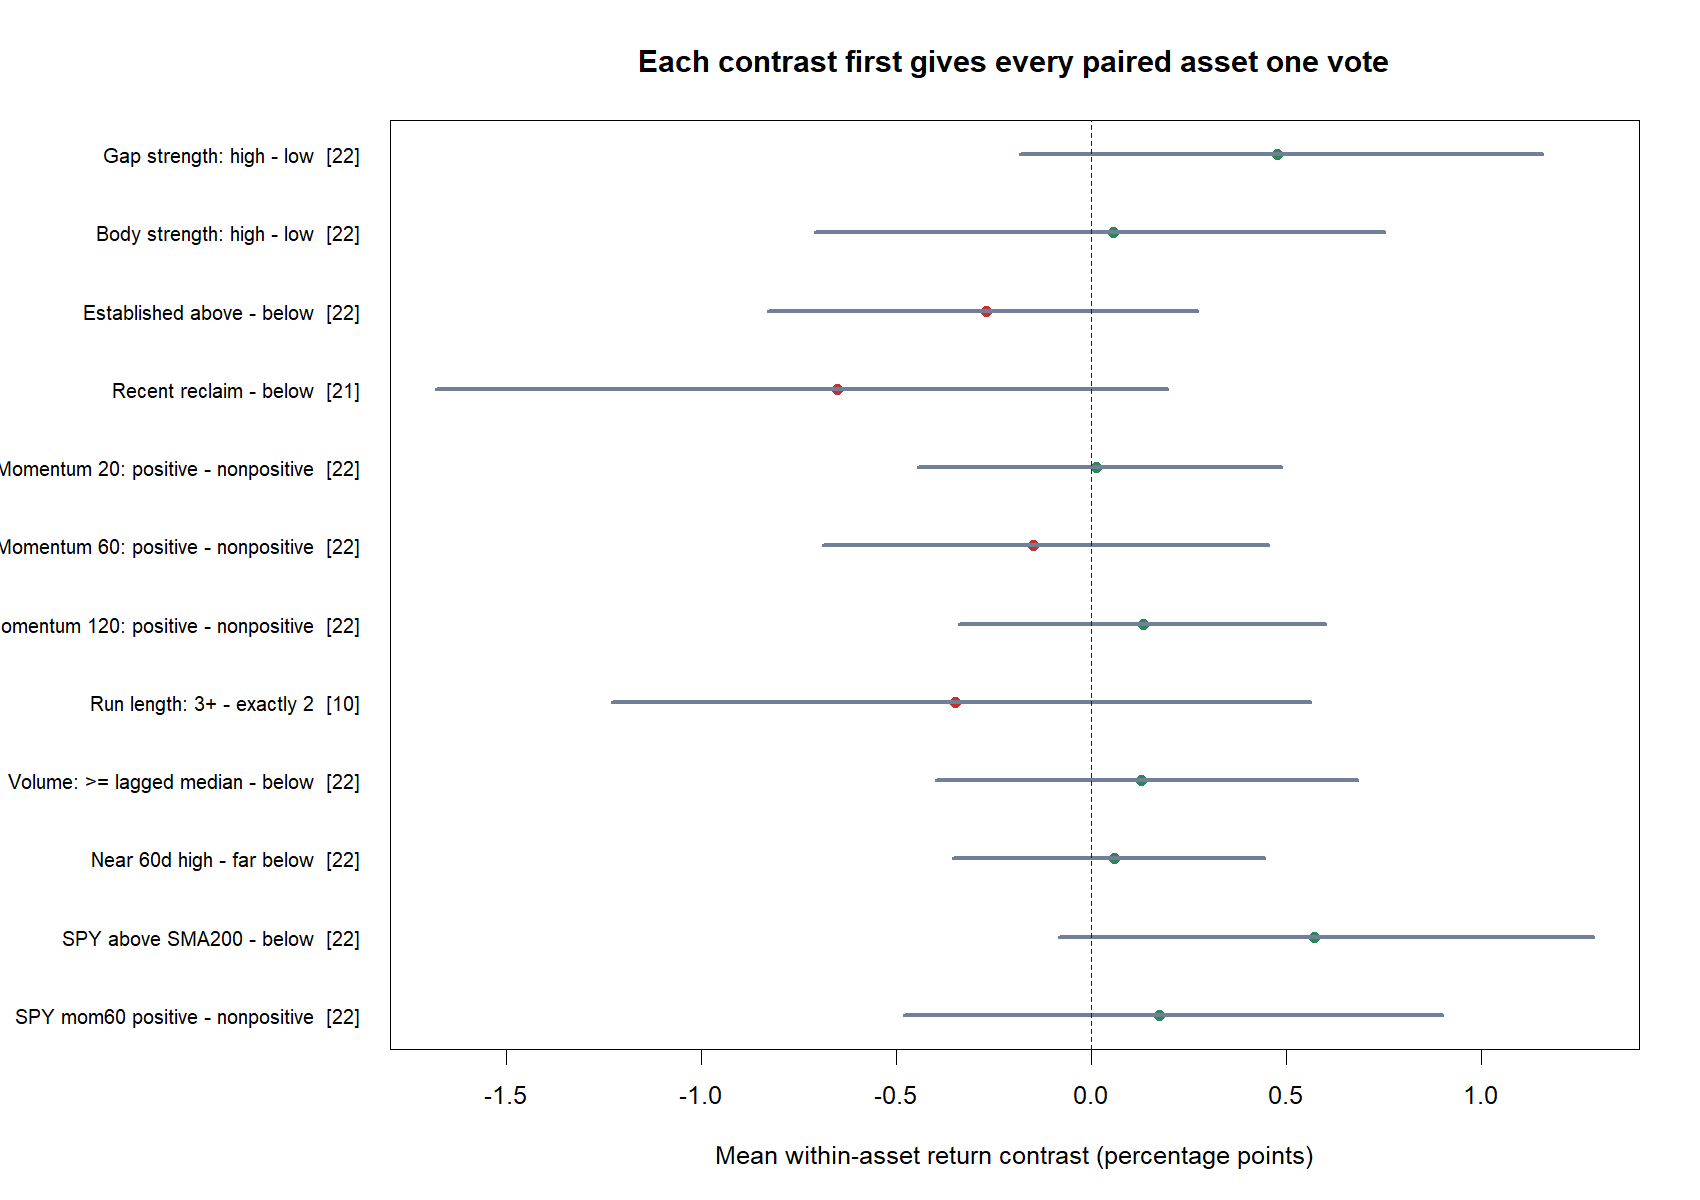 Each contrast first gives every paired asset one vote
Gap strength: high - low [22]
Body strength: high - low [22]
Established above - below [22]
Recent reclaim - below [21]
Momentum 20: positive - nonpositive [22]
Momentum 60: positive - nonpositive [22]
omentum 120: positive - nonpositive [22]
Run length: 3+ - exactly 2 [10]
Volume: >= lagged median - below [22]
Near 60d high - far below [22]
SPY above SMA200 - below [22]
SPY mom60 positive - nonpositive [22]
-1.5 -1.0 -0.5 0.0 0.5 1.0
Mean within-asset return contrast (percentage points)